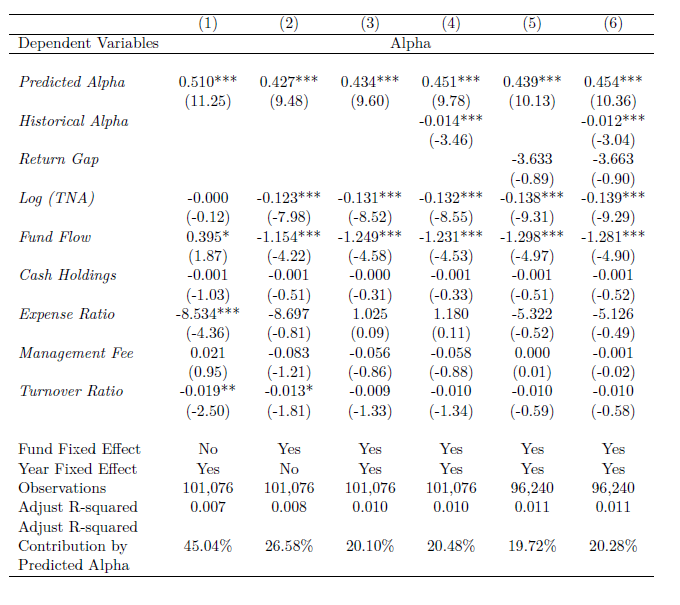 (1) (2) (3) (4) (5) (6)
Dependent Variables Alpha
Predicted Alpha 0.510*** 0.427*** 0.434*** 0.451*** 0.439*** 0.454***
(11.25) (9.48) (9.60) (9.78) (10.13) (10.36)
Historical Alpha -0.014*** -0.012***
(-3.46) (-3.04)
Return Gap -3.633 -3.663
(-0.89) (-0.90)
Log (TNA) -0.000 -0.123*** -0.131*** -0.132*** -0.138*** -0.139***
(-0.12) (-7.98) (-8.52) (-8.55) (-9.31) (-9.29)
Fund Flow 0.395* -1.154*** -1.249*** -1.231*** -1.298*** -1.281***
(1.87) (-4.22) (-4.58) (-4.53) (-4.97) (-4.90)
Cash Holdings -0.001 -0.001 -0.000 -0.001 -0.001 -0.001
(-1.03) (-0.51) (-0.31) (-0.33) (-0.51) (-0.52)
Expense Ratio -8.534*** -8.697 1.025 1.180 -5.322 -5.126
(-4.36) (-0.81) (0.09) (0.11) (-0.52) (-0.49)
Management Fee 0.021 -0.083 -0.056 -0.058 0.000 -0.001
(0.95) (-1.21) (-0.86) (-0.88) (0.01) (-0.02)
Turnover Ratio -0.019** -0.013* -0.009 -0.010 -0.010 -0.010
(-2.50) (-1.81) (-1.33) (-1.34) (-0.59) (-0.58)
Fund Fixed Effect No Yes Yes Yes Yes Yes
Year Fixed Effect Yes No Yes Yes Yes Yes
Observations 101,076 101,076 101,076 101,076 96,240 96,240
Adjust R-squared 0.007 0.008 0.010 0.010 0.011 0.011
Adjust R-squared
Contribution by 45.04% 26.58% 20.10% 20.48% 19.72% 20.28%
Predicted Alpha